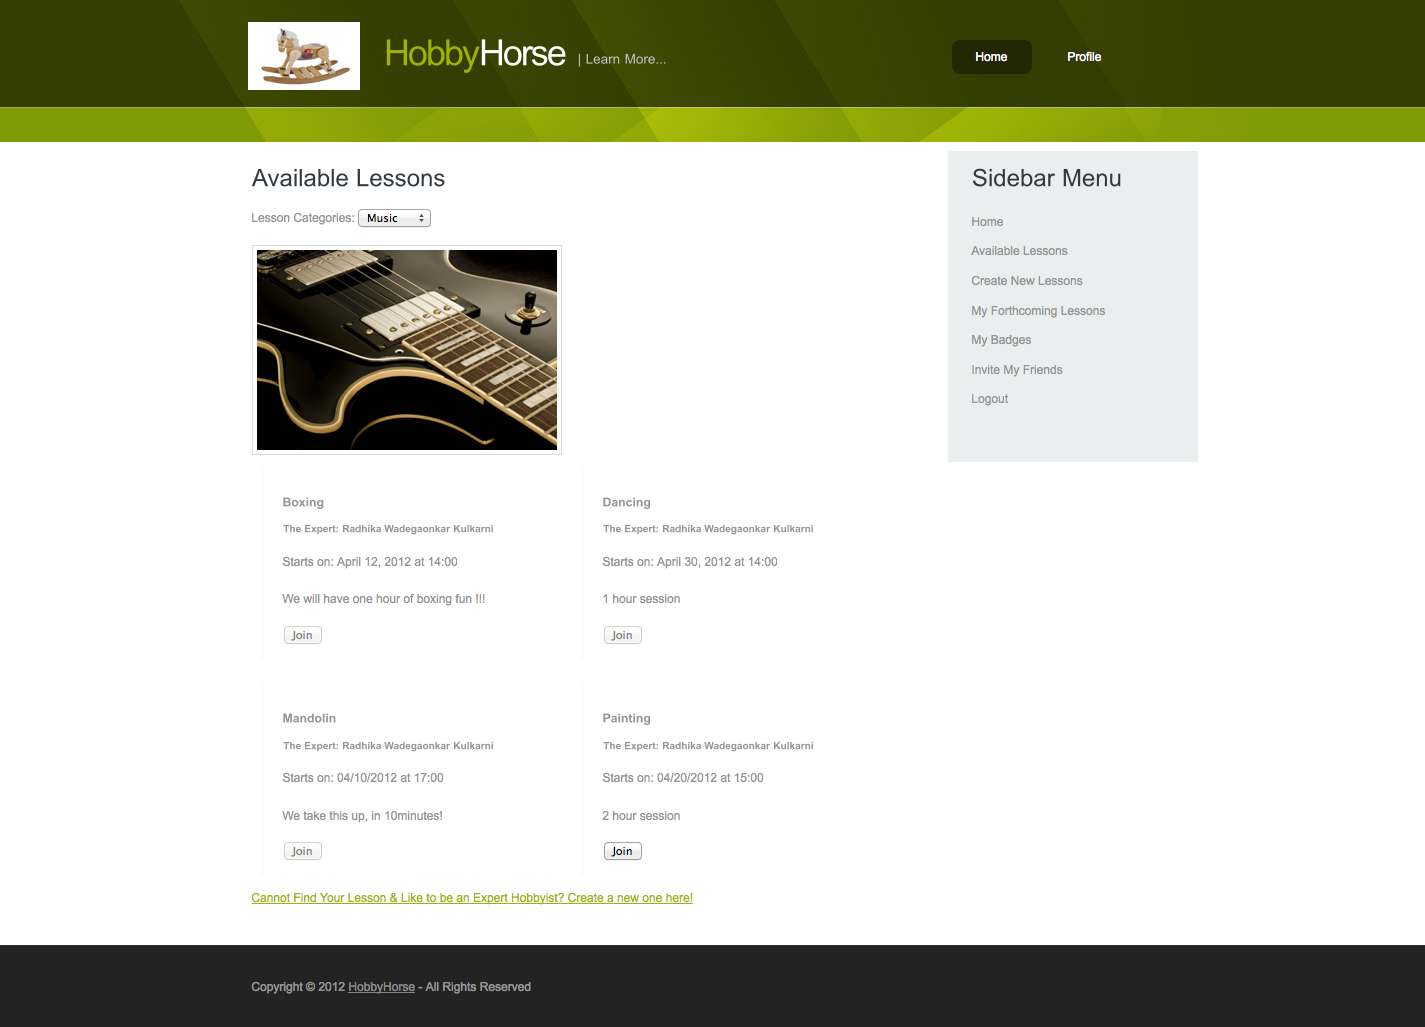 HobbyHorse | Learn More...
Home
Profile
Available Lessons
Lesson Categories: Music
Sidebar Menu
Home
Available Lessons
Create New Lessons
My Forthcoming Lessons
My Badges
Invite My Friends
Logout
Boxing
The Expert: Radhika Wadegaonkar Kulkarni
Starts on: April 12, 2012 at 14:00
We will have one hour of boxing fun !!!
Join
Dancing
The Expert: Radhika Wadegaonkar Kulkarni
Starts on: April 30, 2012 at 14:00
1 hour session
Join
Mandolin
The Expert: Radhika Wadegaonkar Kulkarni
Starts on: 04/10/2012 at 17:00
We take this up, in 10minutes!
Join
Painting
The Expert: Radhika Wadegaonkar Kulkarni
Starts on: 04/20/2012 at 15:00
2 hour session
Join
Cannot Find Your Lesson & Like to be an Expert Hobbyist? Create a new one here!
Copyright © 2012 HobbyHorse - All Rights Reserved